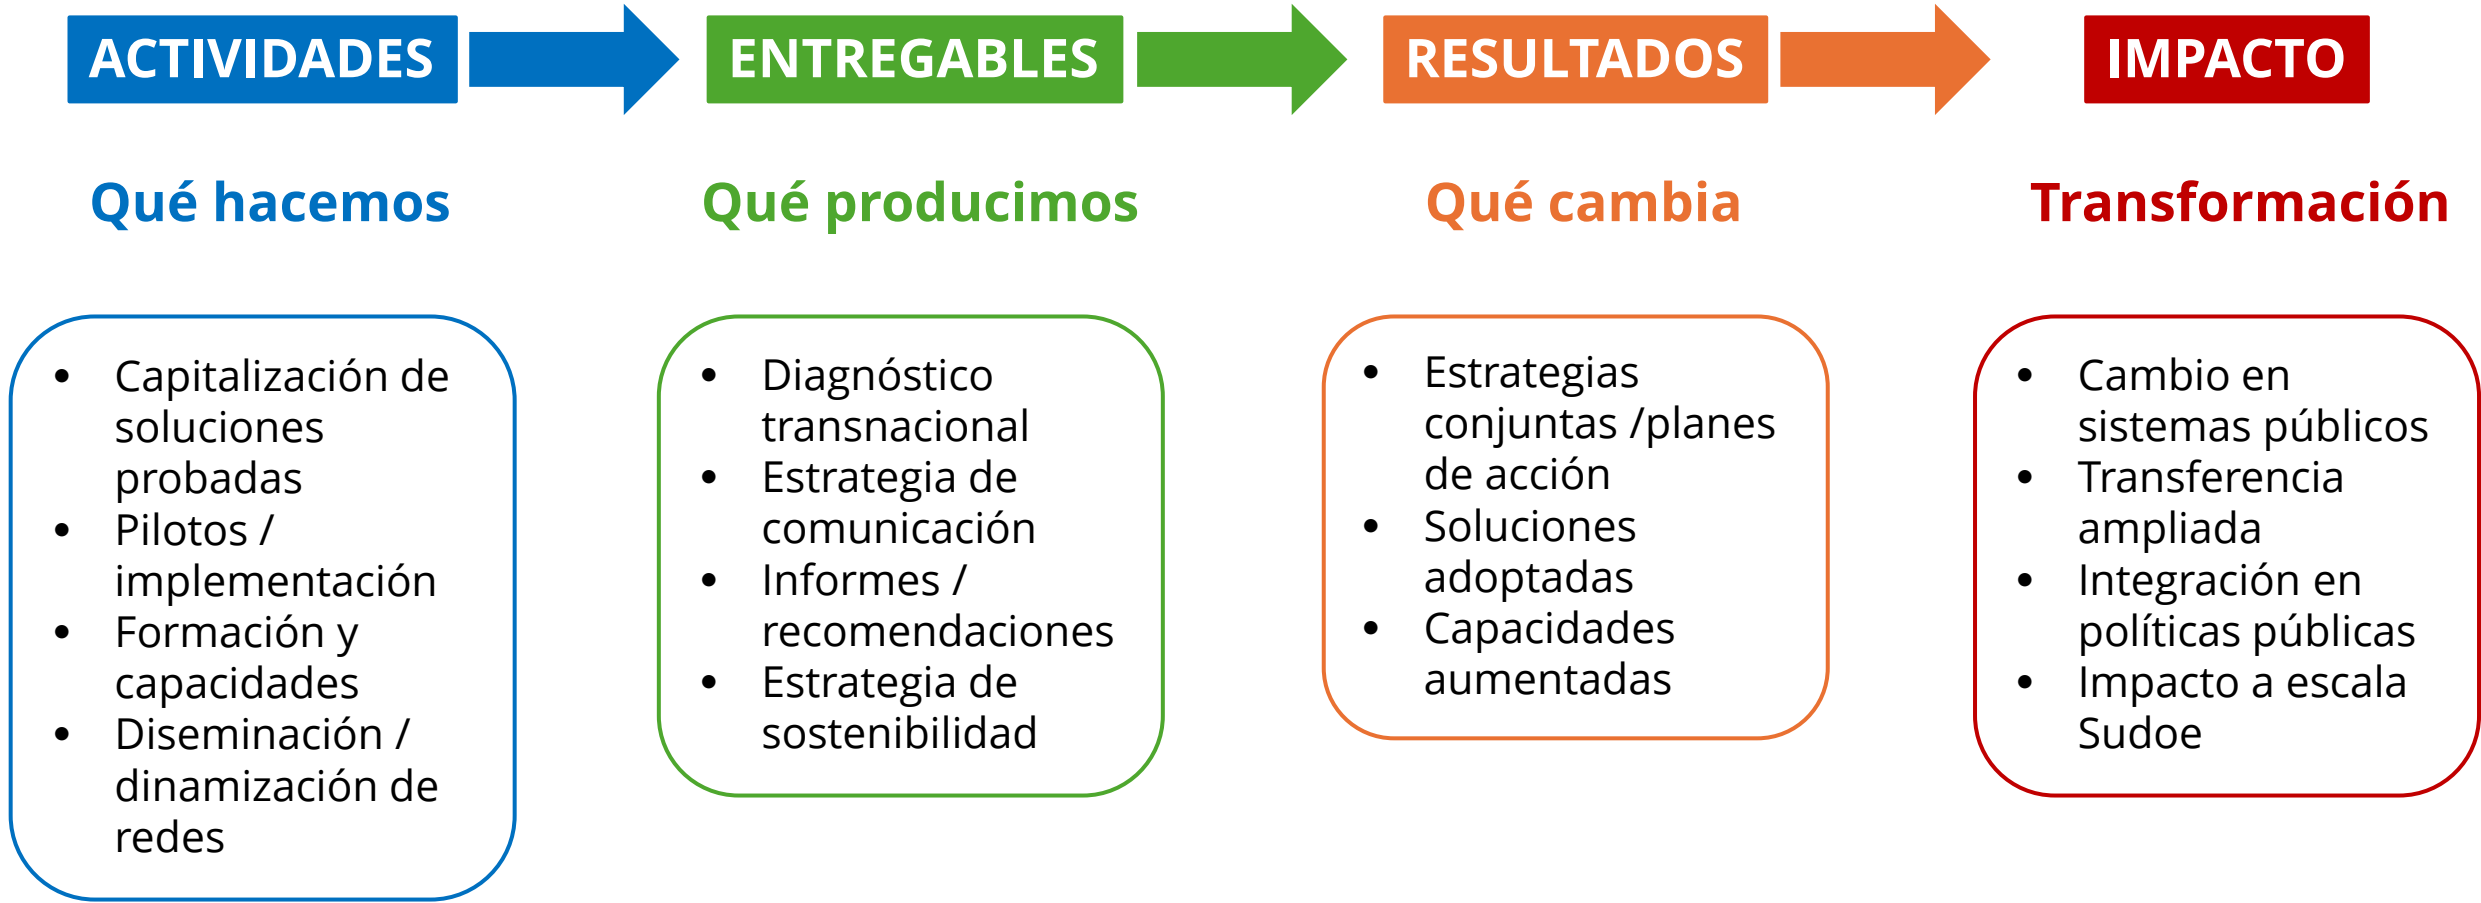 ACTIVIDADES
ENTREGABLES
RESULTADOS
IMPACTO
Qué hacemos
Qué producimos
Qué cambia
Transformación
• Capitalización de
soluciones
probadas
• Pilotos /
implementación
• Formación y
capacidades
• Diseminación /
dinamización de
redes
• Diagnóstico
transnacional
• Estrategia de
comunicación
• Informes /
recomendaciones
• Estrategia de
sostenibilidad
• Estrategias
conjuntas /planes
de acción
• Soluciones
adoptadas
• Capacidades
aumentadas
• Cambio en
sistemas públicos
• Transferencia
ampliada
• Integración en
políticas públicas
• Impacto a escala
Sudoe